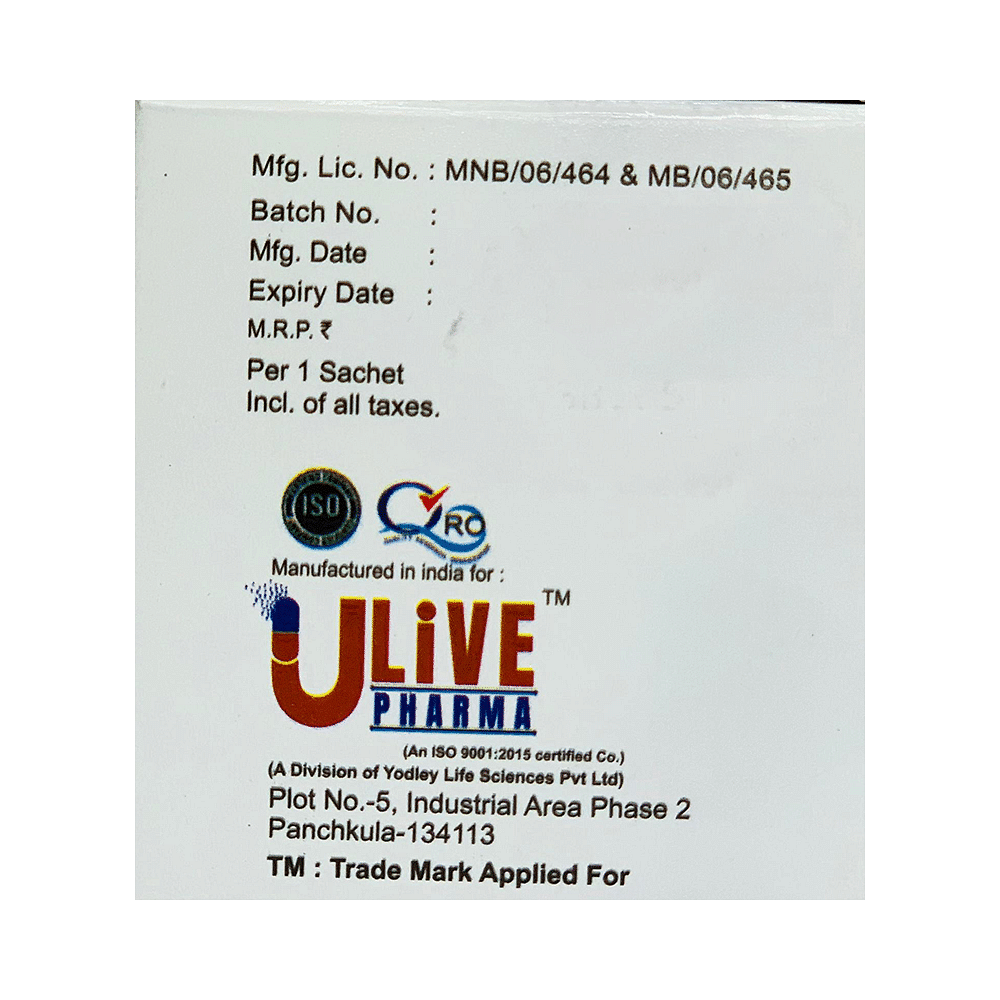 Mfg. Lic. No. : MNB/06/464 & MB/06/465
Batch No. :
Mfg. Date :
Expiry Date :
M.R.P. ₹
Per 1 Sachet
Incl. of all taxes.
ISO
QRO
Manufactured in india for :
ULiVE TM
PHARMA
(An ISO 9001:2015 certified Co.)
(A Division of Yodley Life Sciences Pvt Ltd)
Plot No.-5, Industrial Area Phase 2
Panchkula-134113
TM : Trade Mark Applied For